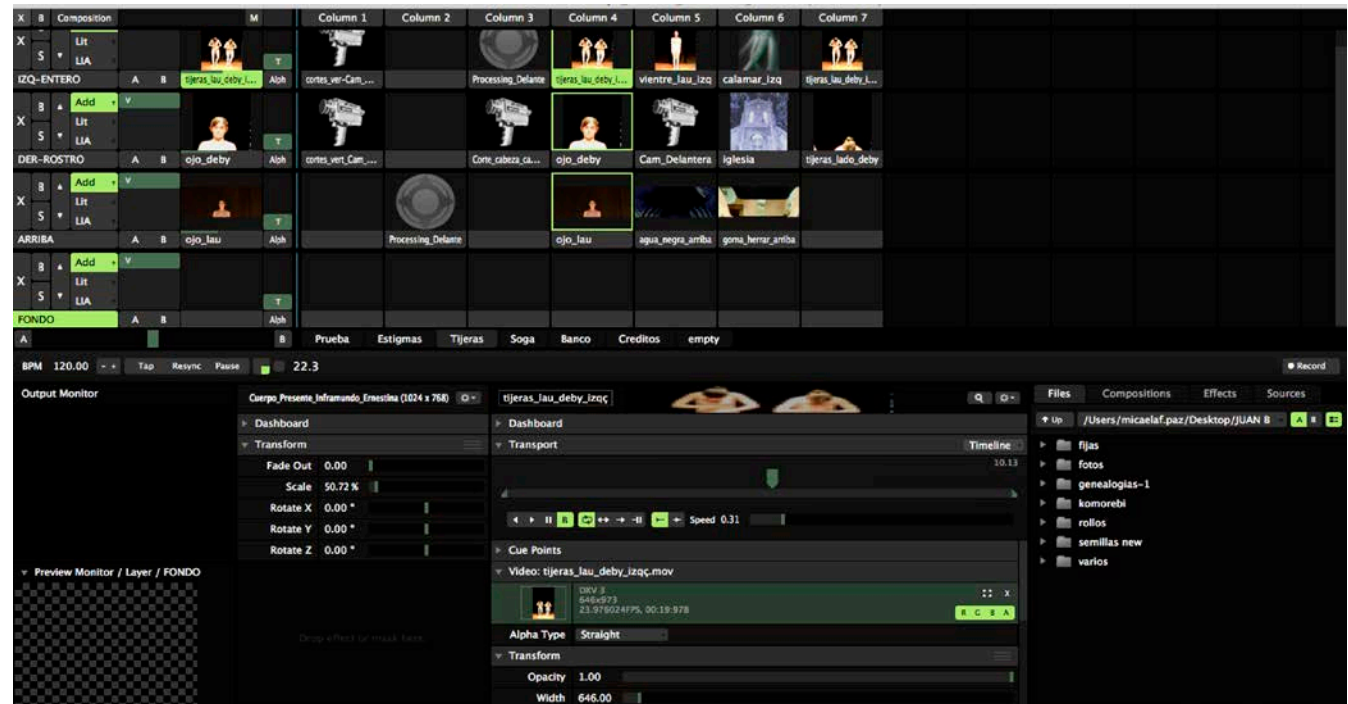 X B Composition M Column 1 Column 2 Column 3 Column 4 Column 5 Column 6 Column 7
X Lit
S LIA T
IZQ-ENTERO A B tijeras_lau_deby_i... Alph cortes_ver-Cam_... Processing_Delante tijeras_lau_deby_i... vientre_lau_izq calamar_izq tijeras_lau_deby_i...
B Add V
X Lit
S LIA T
DER-ROSTRO A B ojo_deby Alph cortes_vert_Cam_... Corte_cabeza_ca... ojo_deby Cam_Delantera iglesia tijeras_lado_deby
B Add V
X Lit
S LIA T
ARRIBA A B ojo_lau Alph Processing_Delante ojo_lau agua_negra_arriba goma_herrar_arriba
B Add V
X Lit
S LIA T
FONDO A B Alph
A B Prueba Estigmas Tijeras Soga Banco Creditos empty
BPM 120.00 - + Tap Resync Pause 22.3 Record
Output Monitor Cuerpo_Presente_Inframundo_Ernestina (1024 x 768) tijeras_lau_deby_izqç Files Compositions Effects Sources
Dashboard Dashboard Up /Users/micaelaf.paz/Desktop/JUAN B A B
Transform Transport Timeline fijas
Fade Out 0.00 10.13 fotos
Scale 50.72 % genealogias-1
Rotate X 0.00 ° komorebi
Rotate Y 0.00 ° R Speed 0.31 rollos
Rotate Z 0.00 ° Cue Points semillas new
Preview Monitor / Layer / FONDO Video: tijeras_lau_deby_izqç.mov varios
DXV 3
646x973 X
23.976024FPS, 00:19:978 R G B A
Drop effect or mask here. Alpha Type Straight
Transform
Opacity 1.00
Width 646.00